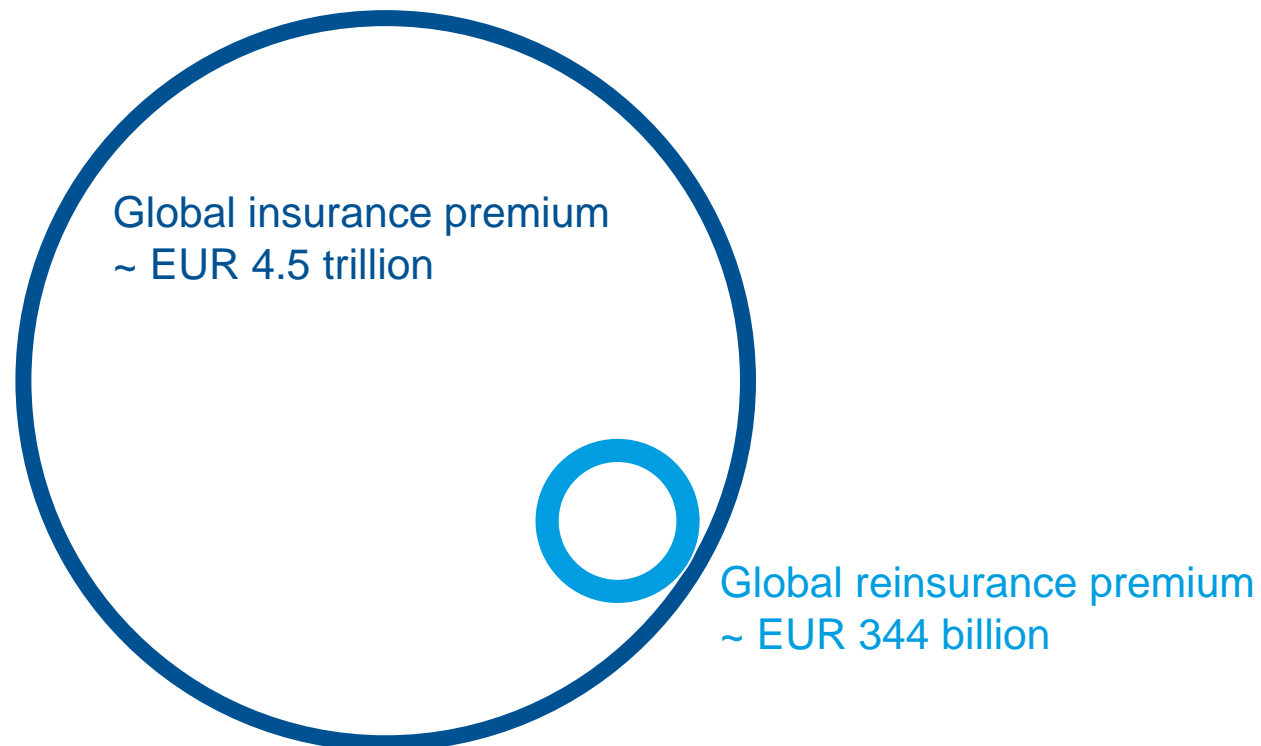 Global insurance premium
~ EUR 4.5 trillion
Global reinsurance premium
~ EUR 344 billion